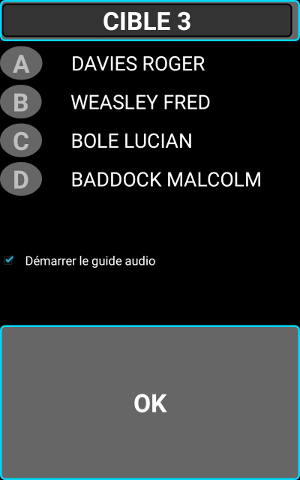 CIBLE 3
A DAVIES ROGER
B WEASLEY FRED
C BOLE LUCIAN
D BADDOCK MALCOLM
Démarrer le guide audio
OK